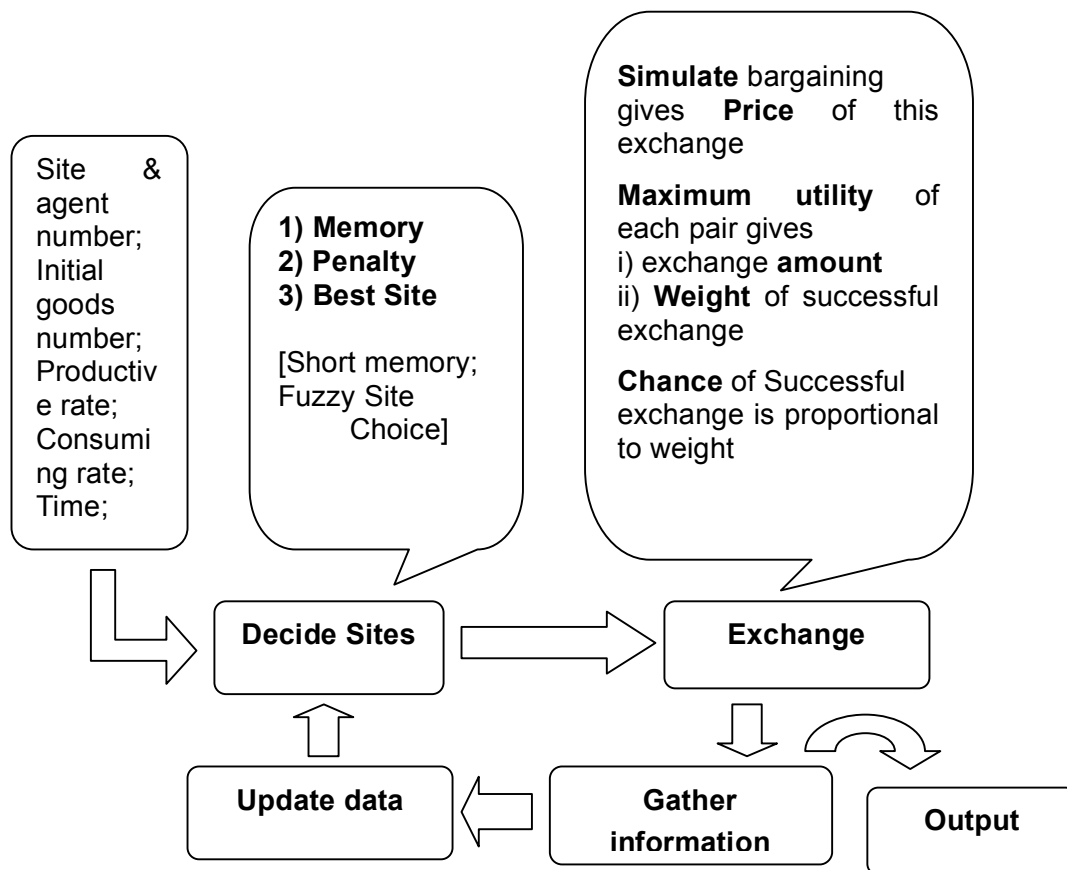 Site &
agent
number;
Initial
goods
number;
Productiv
e rate;
Consumi
ng rate;
Time;
1) Memory
2) Penalty
3) Best Site
[Short memory;
Fuzzy Site
Choice]
Simulate bargaining
gives Price of this
exchange
Maximum utility of
each pair gives
i) exchange amount
ii) Weight of successful
exchange
Chance of Successful
exchange is proportional
to weight
Decide Sites
Exchange
Update data
Gather
information
Output